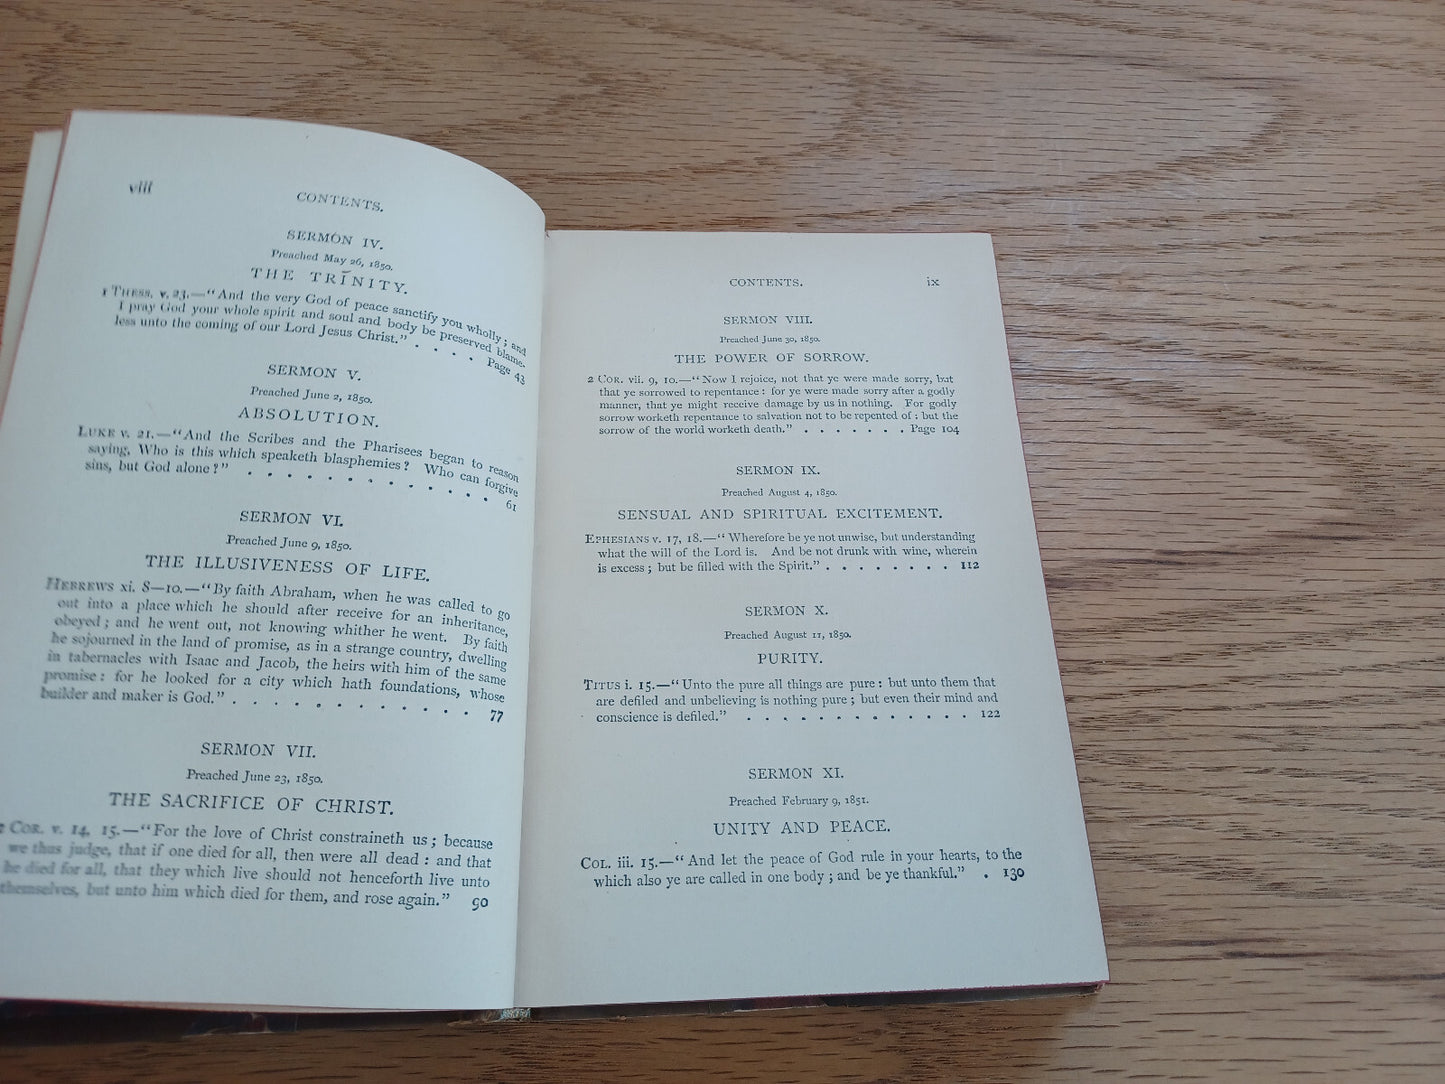 viii
CONTENTS.
SERMON IV.
Preached May 26, 1850.
THE TRINITY.
1 THESS. v. 23.—“And the very God of peace sanctify you wholly; and
I pray God your whole spirit and soul and body be preserved blame-
less unto the coming of our Lord Jesus Christ.” . . . . Page 43
SERMON V.
Preached June 2, 1850.
ABSOLUTION.
LUKE v. 21.—“And the Scribes and the Pharisees began to reason
saying, Who is this which speaketh blasphemies? Who can forgive
sins, but God alone?” . . . . . . . . . . . . 61
SERMON VI.
Preached June 9, 1850.
THE ILLUSIVENESS OF LIFE.
HEBREWS xi. 8—10.—“By faith Abraham, when he was called to go
out into a place which he should after receive for an inheritance,
obeyed; and he went out, not knowing whither he went. By faith
he sojourned in the land of promise, as in a strange country, dwelling
in tabernacles with Isaac and Jacob, the heirs with him of the same
promise: for he looked for a city which hath foundations, whose
builder and maker is God.” . . . . . . . . . . . . 77
SERMON VII.
Preached June 23, 1850.
THE SACRIFICE OF CHRIST.
2 COR. v. 14, 15.—“For the love of Christ constraineth us; because
we thus judge, that if one died for all, then were all dead: and that
he died for all, that they which live should not henceforth live unto
themselves, but unto him which died for them, and rose again.” 90
CONTENTS. ix
SERMON VIII.
Preached June 30, 1850.
THE POWER OF SORROW.
2 COR. vii. 9, 10.—“Now I rejoice, not that ye were made sorry, but
that ye sorrowed to repentance: for ye were made sorry after a godly
manner, that ye might receive damage by us in nothing. For godly
sorrow worketh repentance to salvation not to be repented of: but the
sorrow of the world worketh death.” . . . . . . . Page 104
SERMON IX.
Preached August 4, 1850.
SENSUAL AND SPIRITUAL EXCITEMENT.
EPHESIANS v. 17, 18.—“Wherefore be ye not unwise, but understanding
what the will of the Lord is. And be not drunk with wine, wherein
is excess; but be filled with the Spirit.” . . . . . . . . 112
SERMON X.
Preached August 11, 1850.
PURITY.
TITUS i. 15.—“Unto the pure all things are pure: but unto them that
are defiled and unbelieving is nothing pure; but even their mind and
conscience is defiled.” . . . . . . . . . . . . . 122
SERMON XI.
Preached February 9, 1851.
UNITY AND PEACE.
COL. iii. 15.—“And let the peace of God rule in your hearts, to the
which also ye are called in one body; and be ye thankful.” . 130